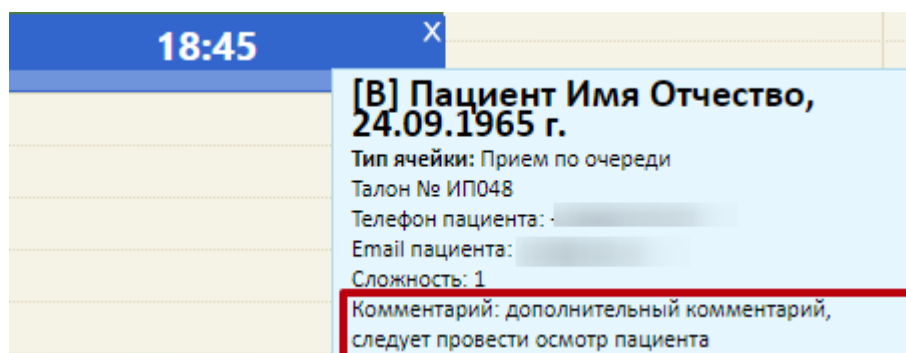 18:45
X
[В] Пациент Имя Отчество,
24.09.1965 г.
Тип ячейки: Прием по очереди
Талон № ИП048
Телефон пациента:
Email пациента:
Сложность: 1
Комментарий: дополнительный комментарий,
следует провести осмотр пациента